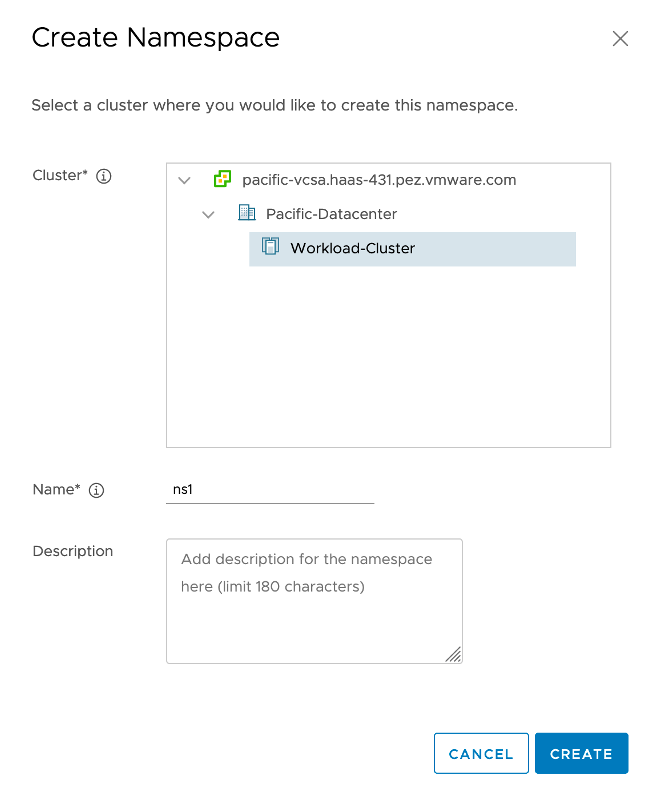 Create Namespace
Select a cluster where you would like to create this namespace.
Cluster*
pacific-vcsa.haas-431.pez.vmware.com
Pacific-Datacenter
Workload-Cluster
Name*
ns1
Description
Add description for the namespace
here (limit 180 characters)
CANCEL
CREATE